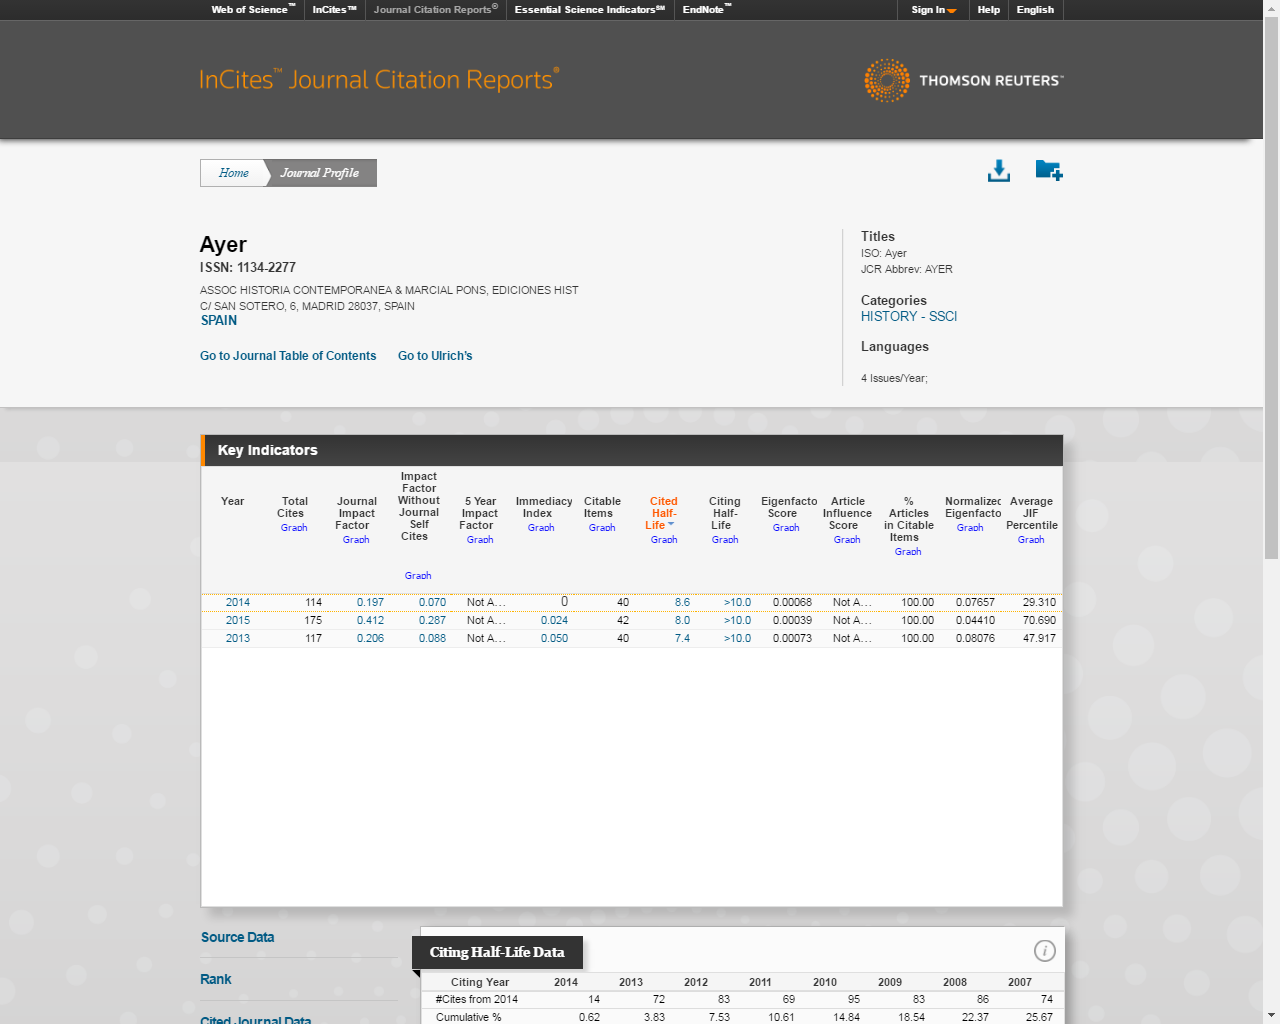 Web of Science™ InCites™ Journal Citation Reports® Essential Science Indicators℠ EndNote™ Sign In Help English
InCites™ Journal Citation Reports®
THOMSON REUTERS™
Home Journal Profile
Ayer
ISSN: 1134-2277
ASSOC HISTORIA CONTEMPORANEA & MARCIAL PONS, EDICIONES HIST
C/ SAN SOTERO, 6, MADRID 28037, SPAIN
SPAIN
Go to Journal Table of Contents Go to Ulrich's
Titles
ISO: Ayer
JCR Abbrev: AYER
Categories
HISTORY - SSCI
Languages
4 Issues/Year;
Key Indicators
Year
Total Cites Graph
Journal Impact Factor Graph
Impact Factor Without Journal Self Cites Graph
5 Year Impact Factor Graph
Immediacy Index Graph
Citable Items Graph
Cited Half-Life Graph
Citing Half-Life Graph
Eigenfacto Score Graph
Article Influence Score Graph
% Articles in Citable Items Graph
Normalized Eigenfacto Graph
Average JIF Percentile Graph
2014 114 0.197 0.070 Not A... 0 40 8.6 >10.0 0.00068 Not A... 100.00 0.07657 29.310
2015 175 0.412 0.287 Not A... 0.024 42 8.0 >10.0 0.00039 Not A... 100.00 0.04410 70.690
2013 117 0.206 0.088 Not A... 0.050 40 7.4 >10.0 0.00073 Not A... 100.00 0.08076 47.917
Source Data
Rank
Cited Journal Data
Citing Half-Life Data
i
Citing Year 2014 2013 2012 2011 2010 2009 2008 2007
#Cites from 2014 14 72 83 69 95 83 86 74
Cumulative % 0.62 3.83 7.53 10.61 14.84 18.54 22.37 25.67